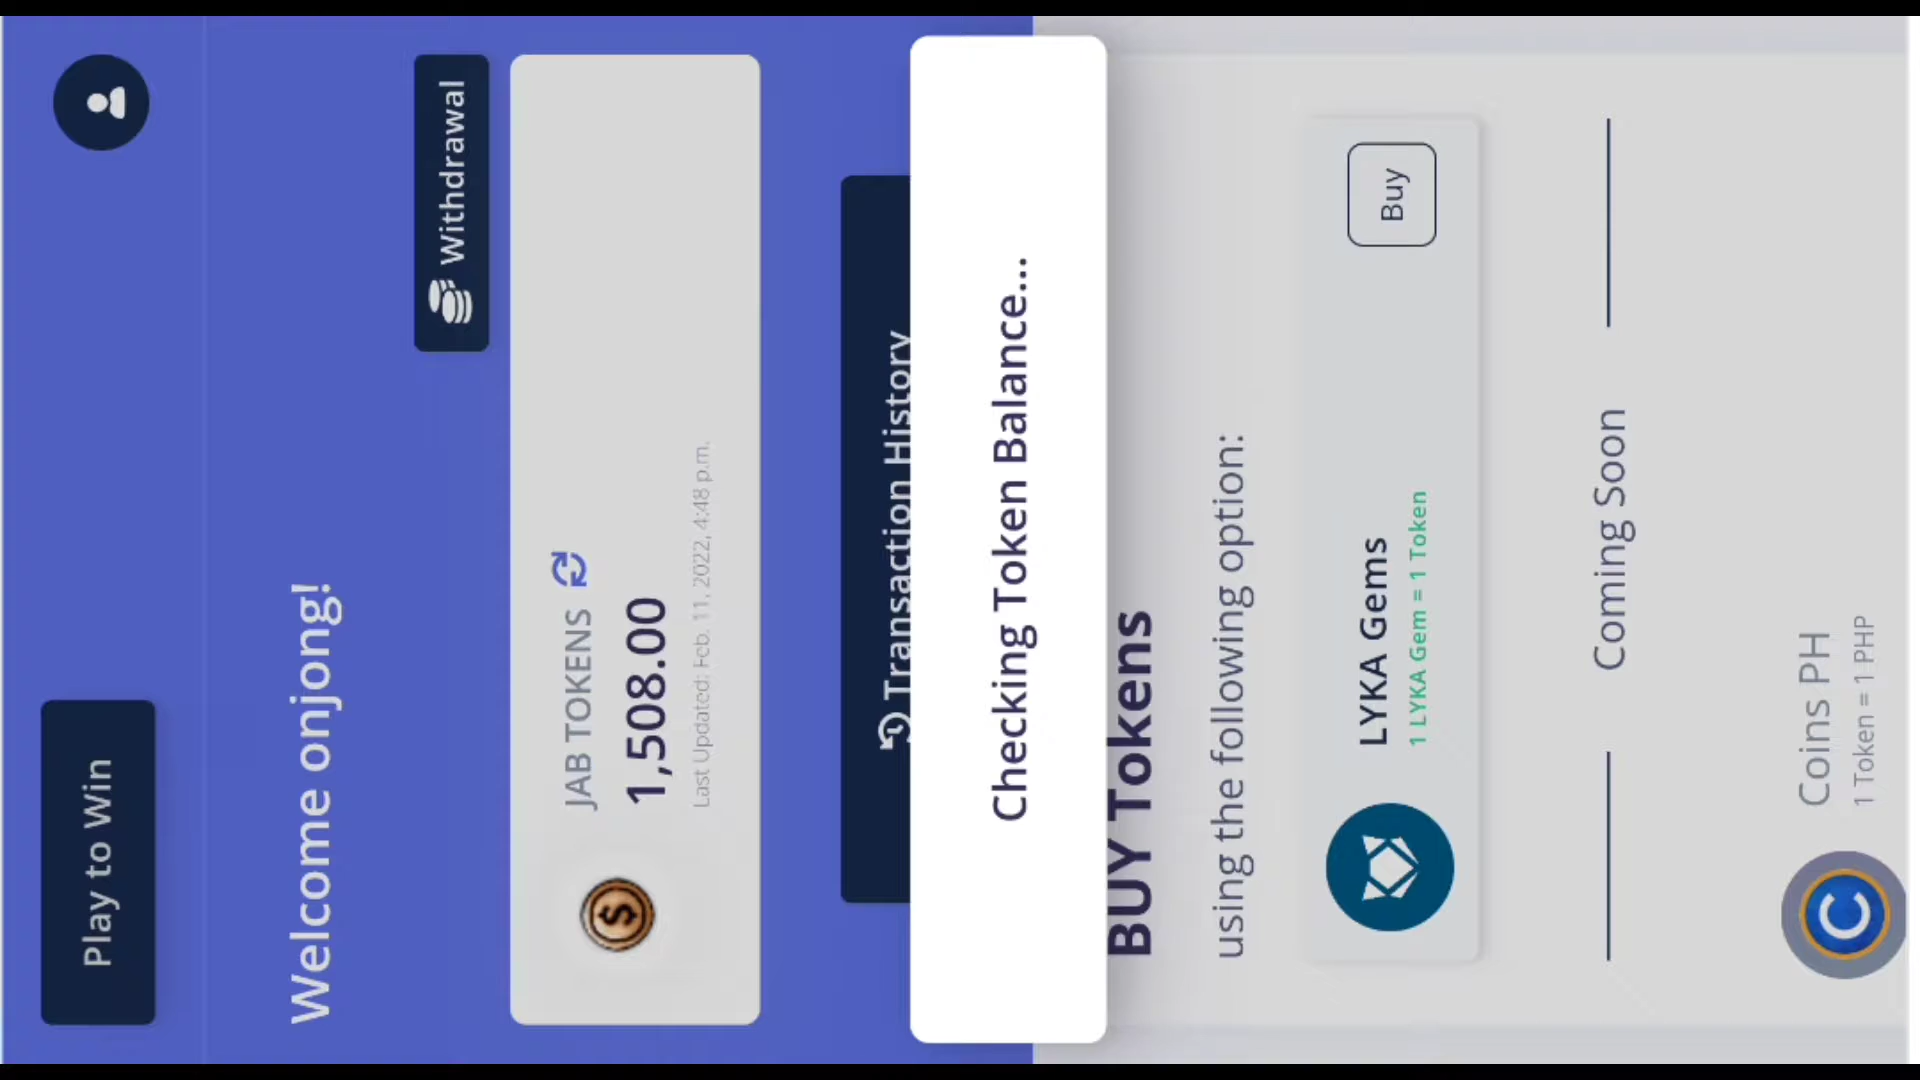 Play to Win
Welcome onjong!
Withdrawal
JAB TOKENS
1,508.00
Last Updated: Feb. 11, 2022, 4:48 p.m.
Transaction History
Checking Token Balance...
BUY Tokens
using the following option:
LYKA Gems
1 LYKA Gem = 1 Token
Buy
Coming Soon
Coins PH
1 Token = 1 PHP